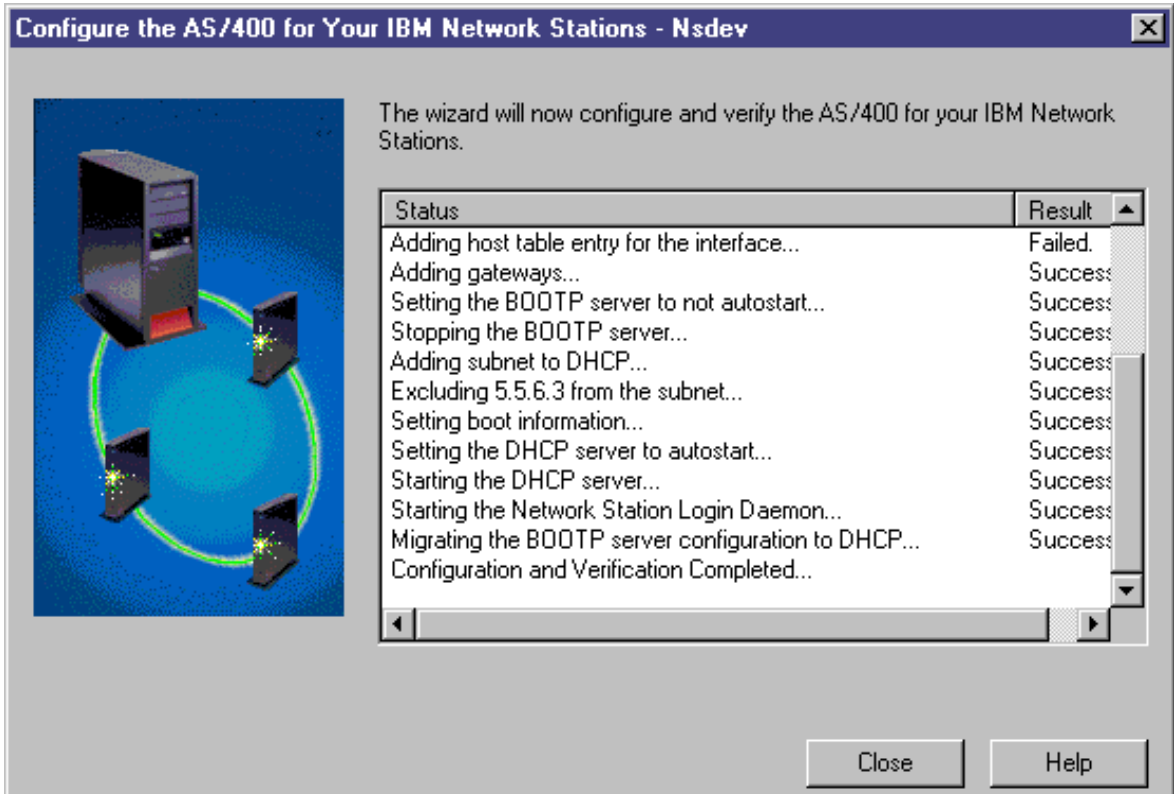 Configure the AS/400 for Your IBM Network Stations - Nsdev
The wizard will now configure and verify the AS/400 for your IBM Network
Stations.
Status Result
Adding host table entry for the interface... Failed.
Adding gateways... Success
Setting the BOOTP server to not autostart... Success
Stopping the BOOTP server... Success
Adding subnet to DHCP... Success
Excluding 5.5.6.3 from the subnet... Success
Setting boot information... Success
Setting the DHCP server to autostart... Success
Starting the DHCP server... Success
Starting the Network Station Login Daemon... Success
Migrating the BOOTP server configuration to DHCP... Success
Configuration and Verification Completed...
Close Help